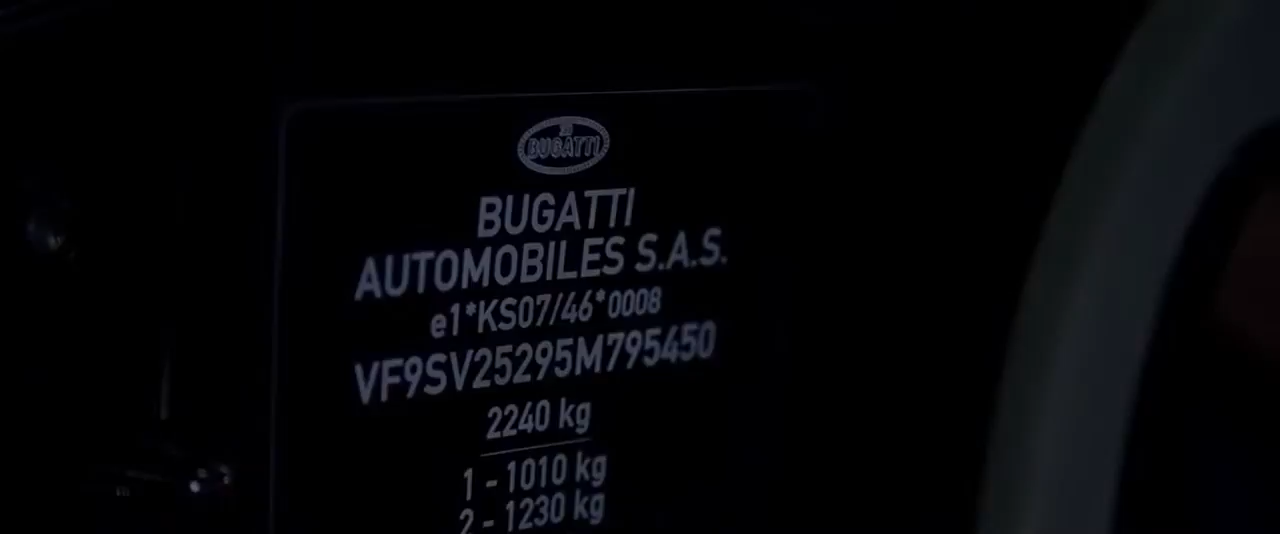 BUGATTI
BUGATTI
AUTOMOBILES S.A.S.
e1*KS07/46*0008
VF9SV25295M795450
2240 kg
1 - 1010 kg
2 - 1230 kg